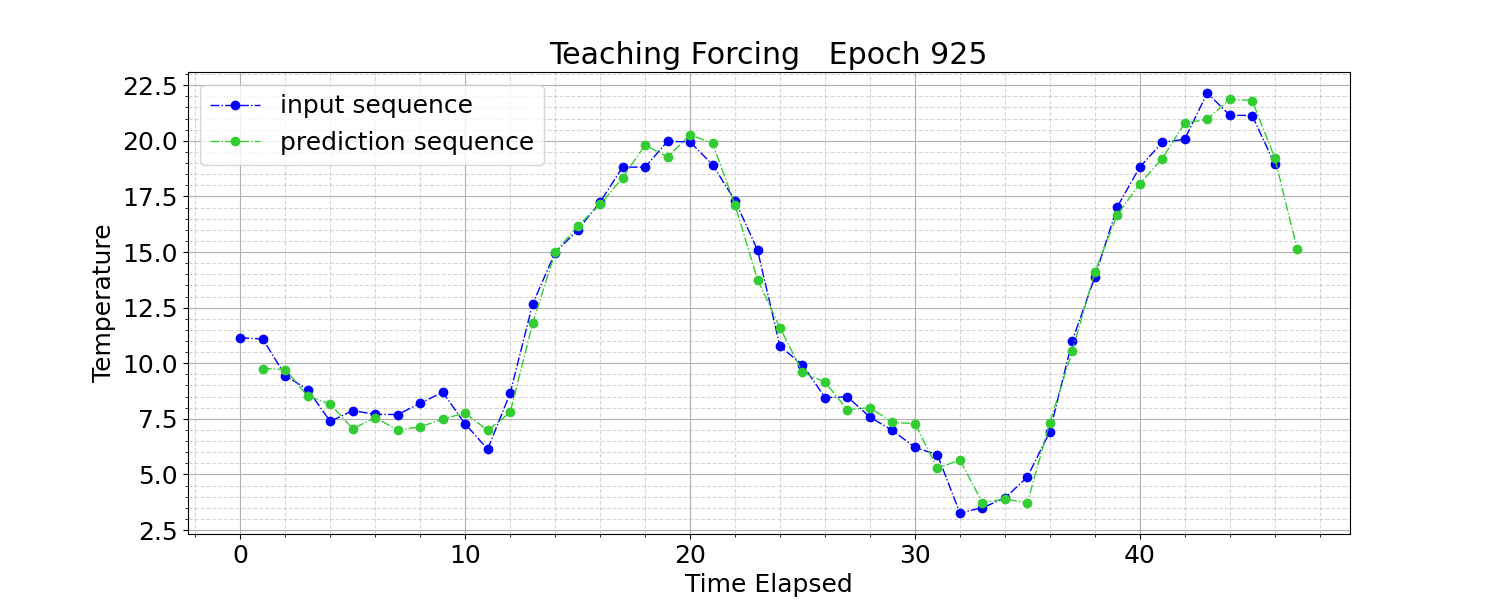 Teaching Forcing   Epoch 925
input sequence
prediction sequence
Temperature
22.5
20.0
17.5
15.0
12.5
10.0
7.5
5.0
2.5
0 10 20 30 40
Time Elapsed